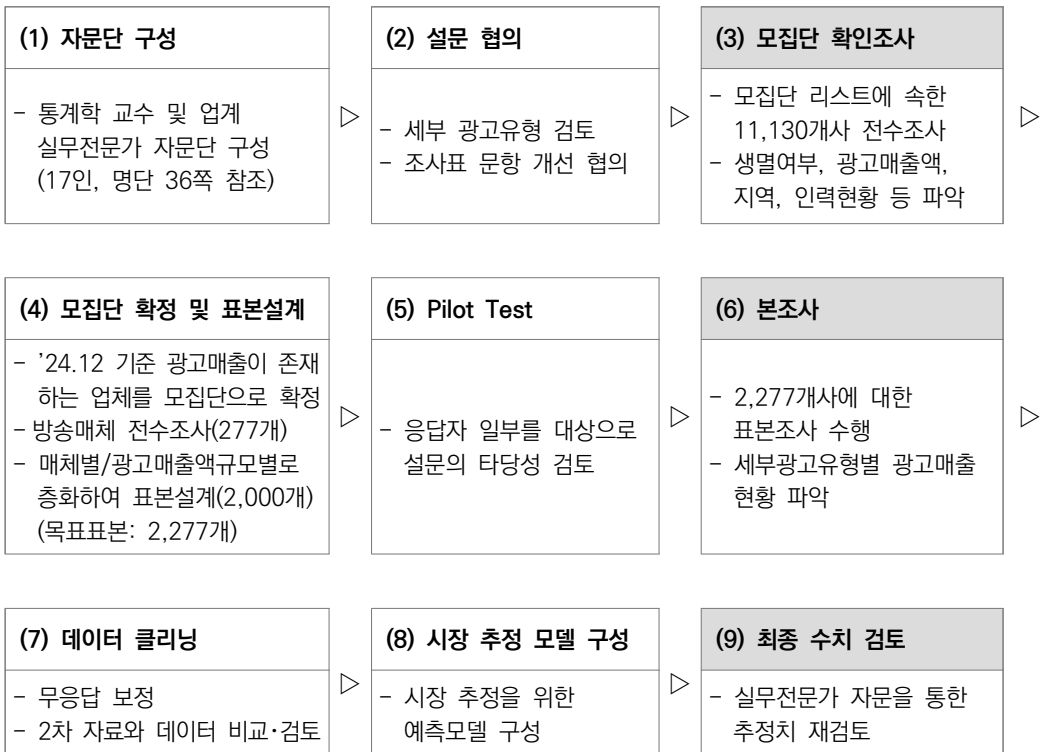 (1) 자문단 구성
- 통계학 교수 및 업계
실무전문가 자문단 구성
(17인, 명단 36쪽 참조)
▷
(2) 설문 협의
- 세부 광고유형 검토
- 조사표 문항 개선 협의
▷
(3) 모집단 확인조사
- 모집단 리스트에 속한
11,130개사 전수조사
- 생멸여부, 광고매출액,
지역, 인력현황 등 파악
▷
(4) 모집단 확정 및 표본설계
- ’24.12 기준 광고매출이 존재
하는 업체를 모집단으로 확정
- 방송매체 전수조사(277개)
- 매체별/광고매출액규모별로
층화하여 표본설계(2,000개)
(목표표본: 2,277개)
▷
(5) Pilot Test
- 응답자 일부를 대상으로
설문의 타당성 검토
▷
(6) 본조사
- 2,277개사에 대한
표본조사 수행
- 세부광고유형별 광고매출
현황 파악
▷
(7) 데이터 클리닝
- 무응답 보정
- 2차 자료와 데이터 비교·검토
▷
(8) 시장 추정 모델 구성
- 시장 추정을 위한
예측모델 구성
▷
(9) 최종 수치 검토
- 실무전문가 자문을 통한
추정치 재검토